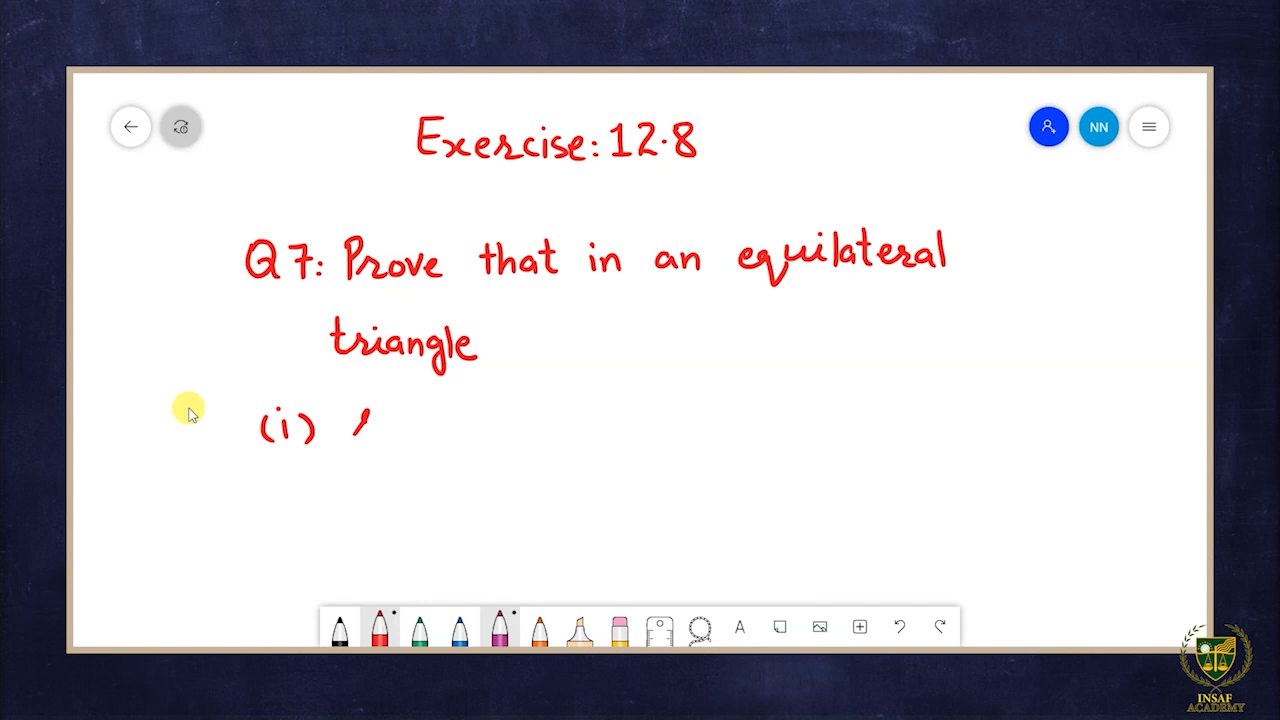 NN
Exercise: 12.8
Q7: Prove that in an equilateral
triangle
(i)
A
INSAF
ACADEMY